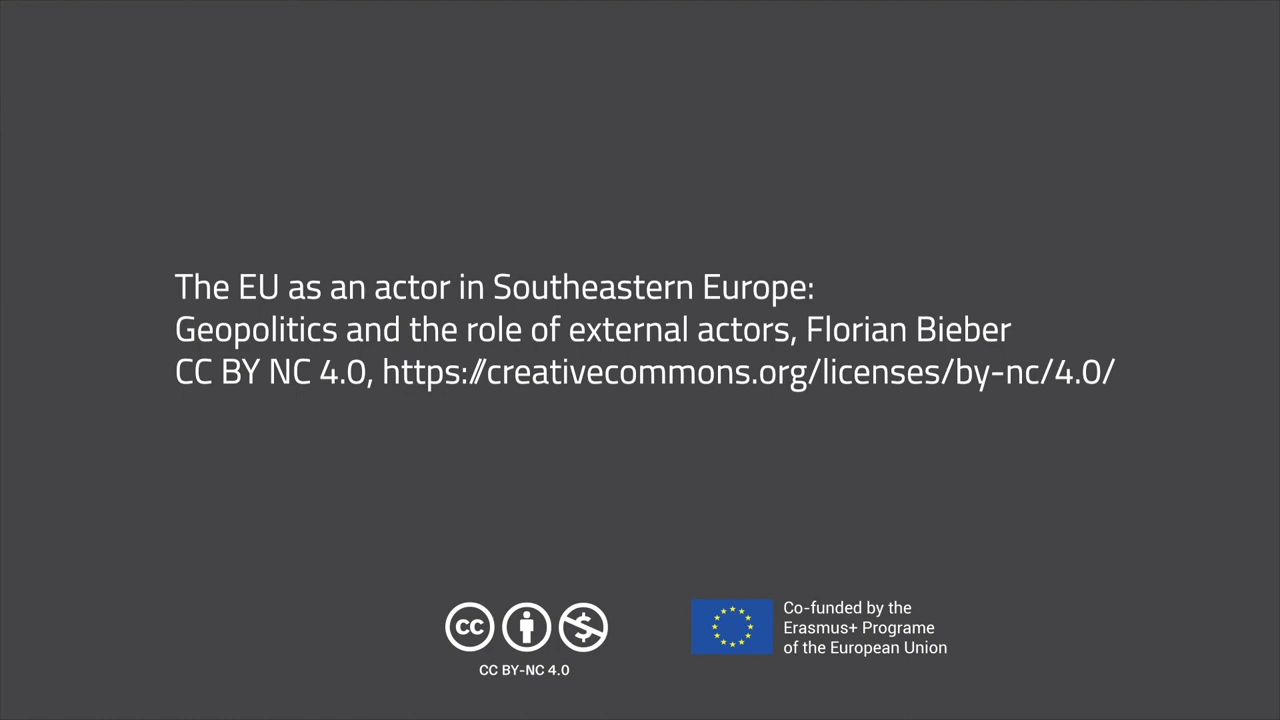 The EU as an actor in Southeastern Europe:
Geopolitics and the role of external actors, Florian Bieber
CC BY NC 4.0, https://creativecommons.org/licenses/by-nc/4.0/
cc
CC BY-NC 4.0
Co-funded by the
Erasmus+ Programe
of the European Union